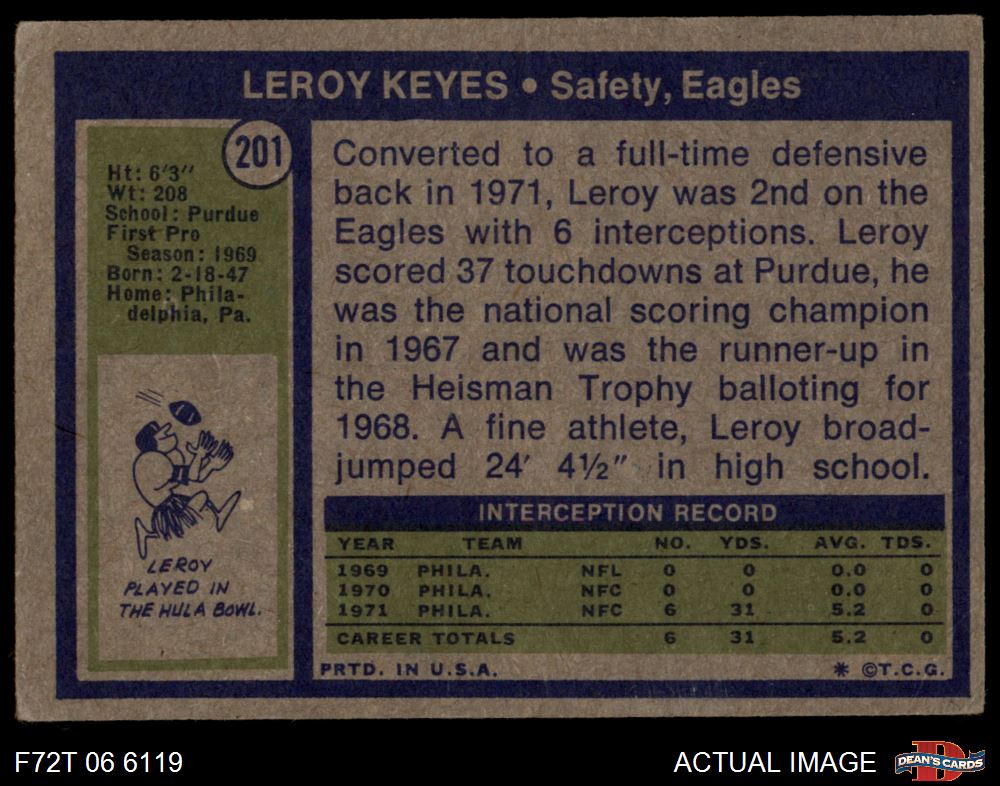 LEROY KEYES • Safety, Eagles
201
Ht: 6'3"
Wt: 208
School: Purdue
First Pro
Season: 1969
Born: 2-18-47
Home: Phila-
delphia, Pa.
LEROY
PLAYED IN
THE HULA BOWL.
Converted to a full-time defensive
back in 1971, Leroy was 2nd on the
Eagles with 6 interceptions. Leroy
scored 37 touchdowns at Purdue, he
was the national scoring champion
in 1967 and was the runner-up in
the Heisman Trophy balloting for
1968. A fine athlete, Leroy broad-
jumped 24' 4½" in high school.
INTERCEPTION RECORD
YEAR TEAM NO. YDS. AVG. TDS.
1969 PHILA. NFL 0 0 0.0 0
1970 PHILA. NFC 0 0 0.0 0
1971 PHILA. NFC 6 31 5.2 0
CAREER TOTALS 6 31 5.2 0
PRTD. IN U.S.A. * ©T.C.G.
F72T 06 6119 ACTUAL IMAGE
D
DEAN'S CARDS